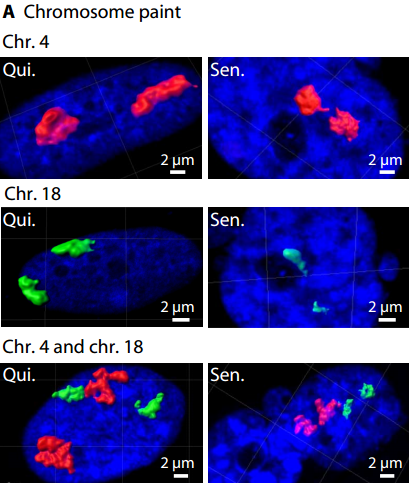 A Chromosome paint
Chr. 4
Qui. Sen.
2 µm 2 µm
Chr. 18
Qui. Sen.
2 µm 2 µm
Chr. 4 and chr. 18
Qui. Sen.
2 µm 2 µm